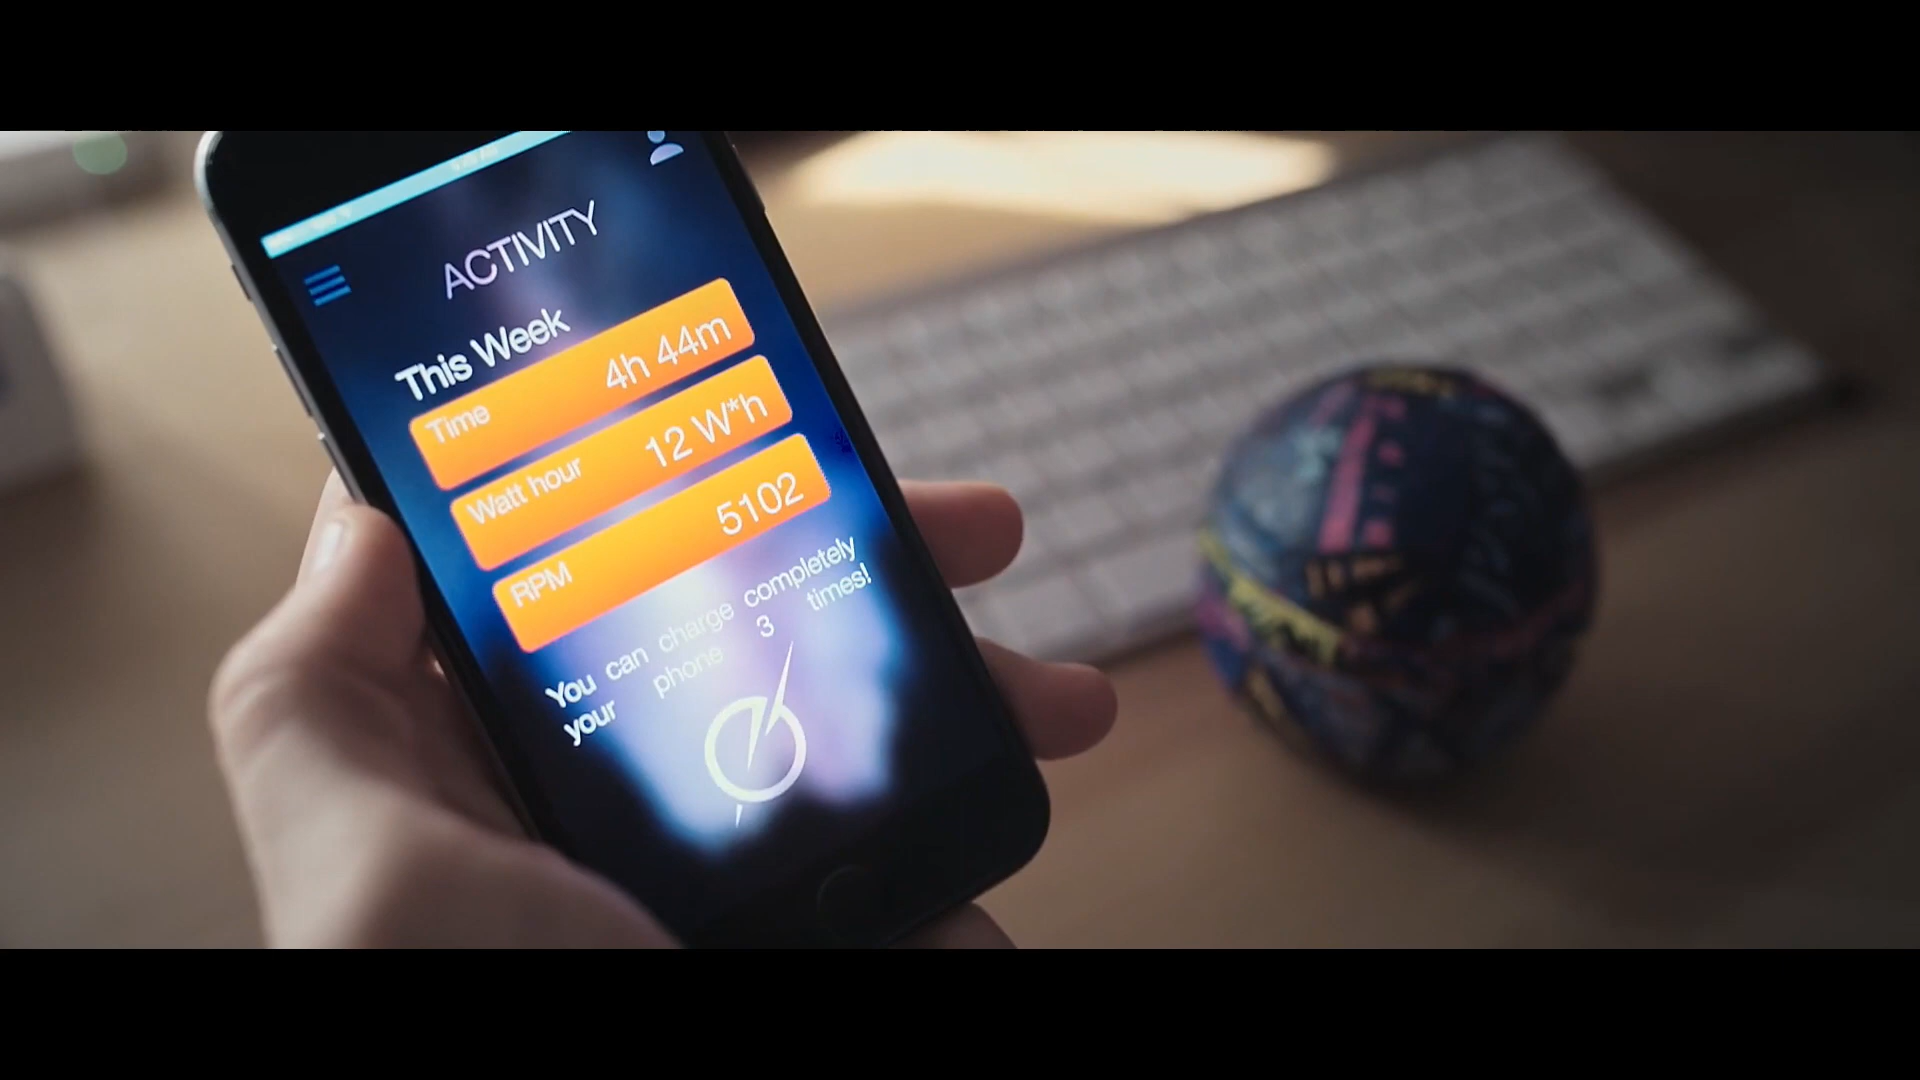 ACTIVITY
This Week
Time 4h 44m
Watt hour 12 W*h
RPM 5102
You can charge completely
your phone 3 times!